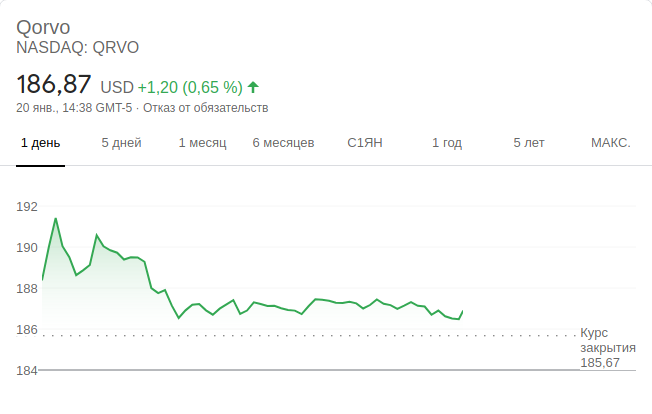 Qorvo
NASDAQ: QRVO
186,87 USD +1,20 (0,65 %)
20 янв., 14:38 GMT-5 · Отказ от обязательств
1 день 5 дней 1 месяц 6 месяцев С1ЯН 1 год 5 лет МАКС.
192
190
188
186
Курс
закрытия
185,67
184